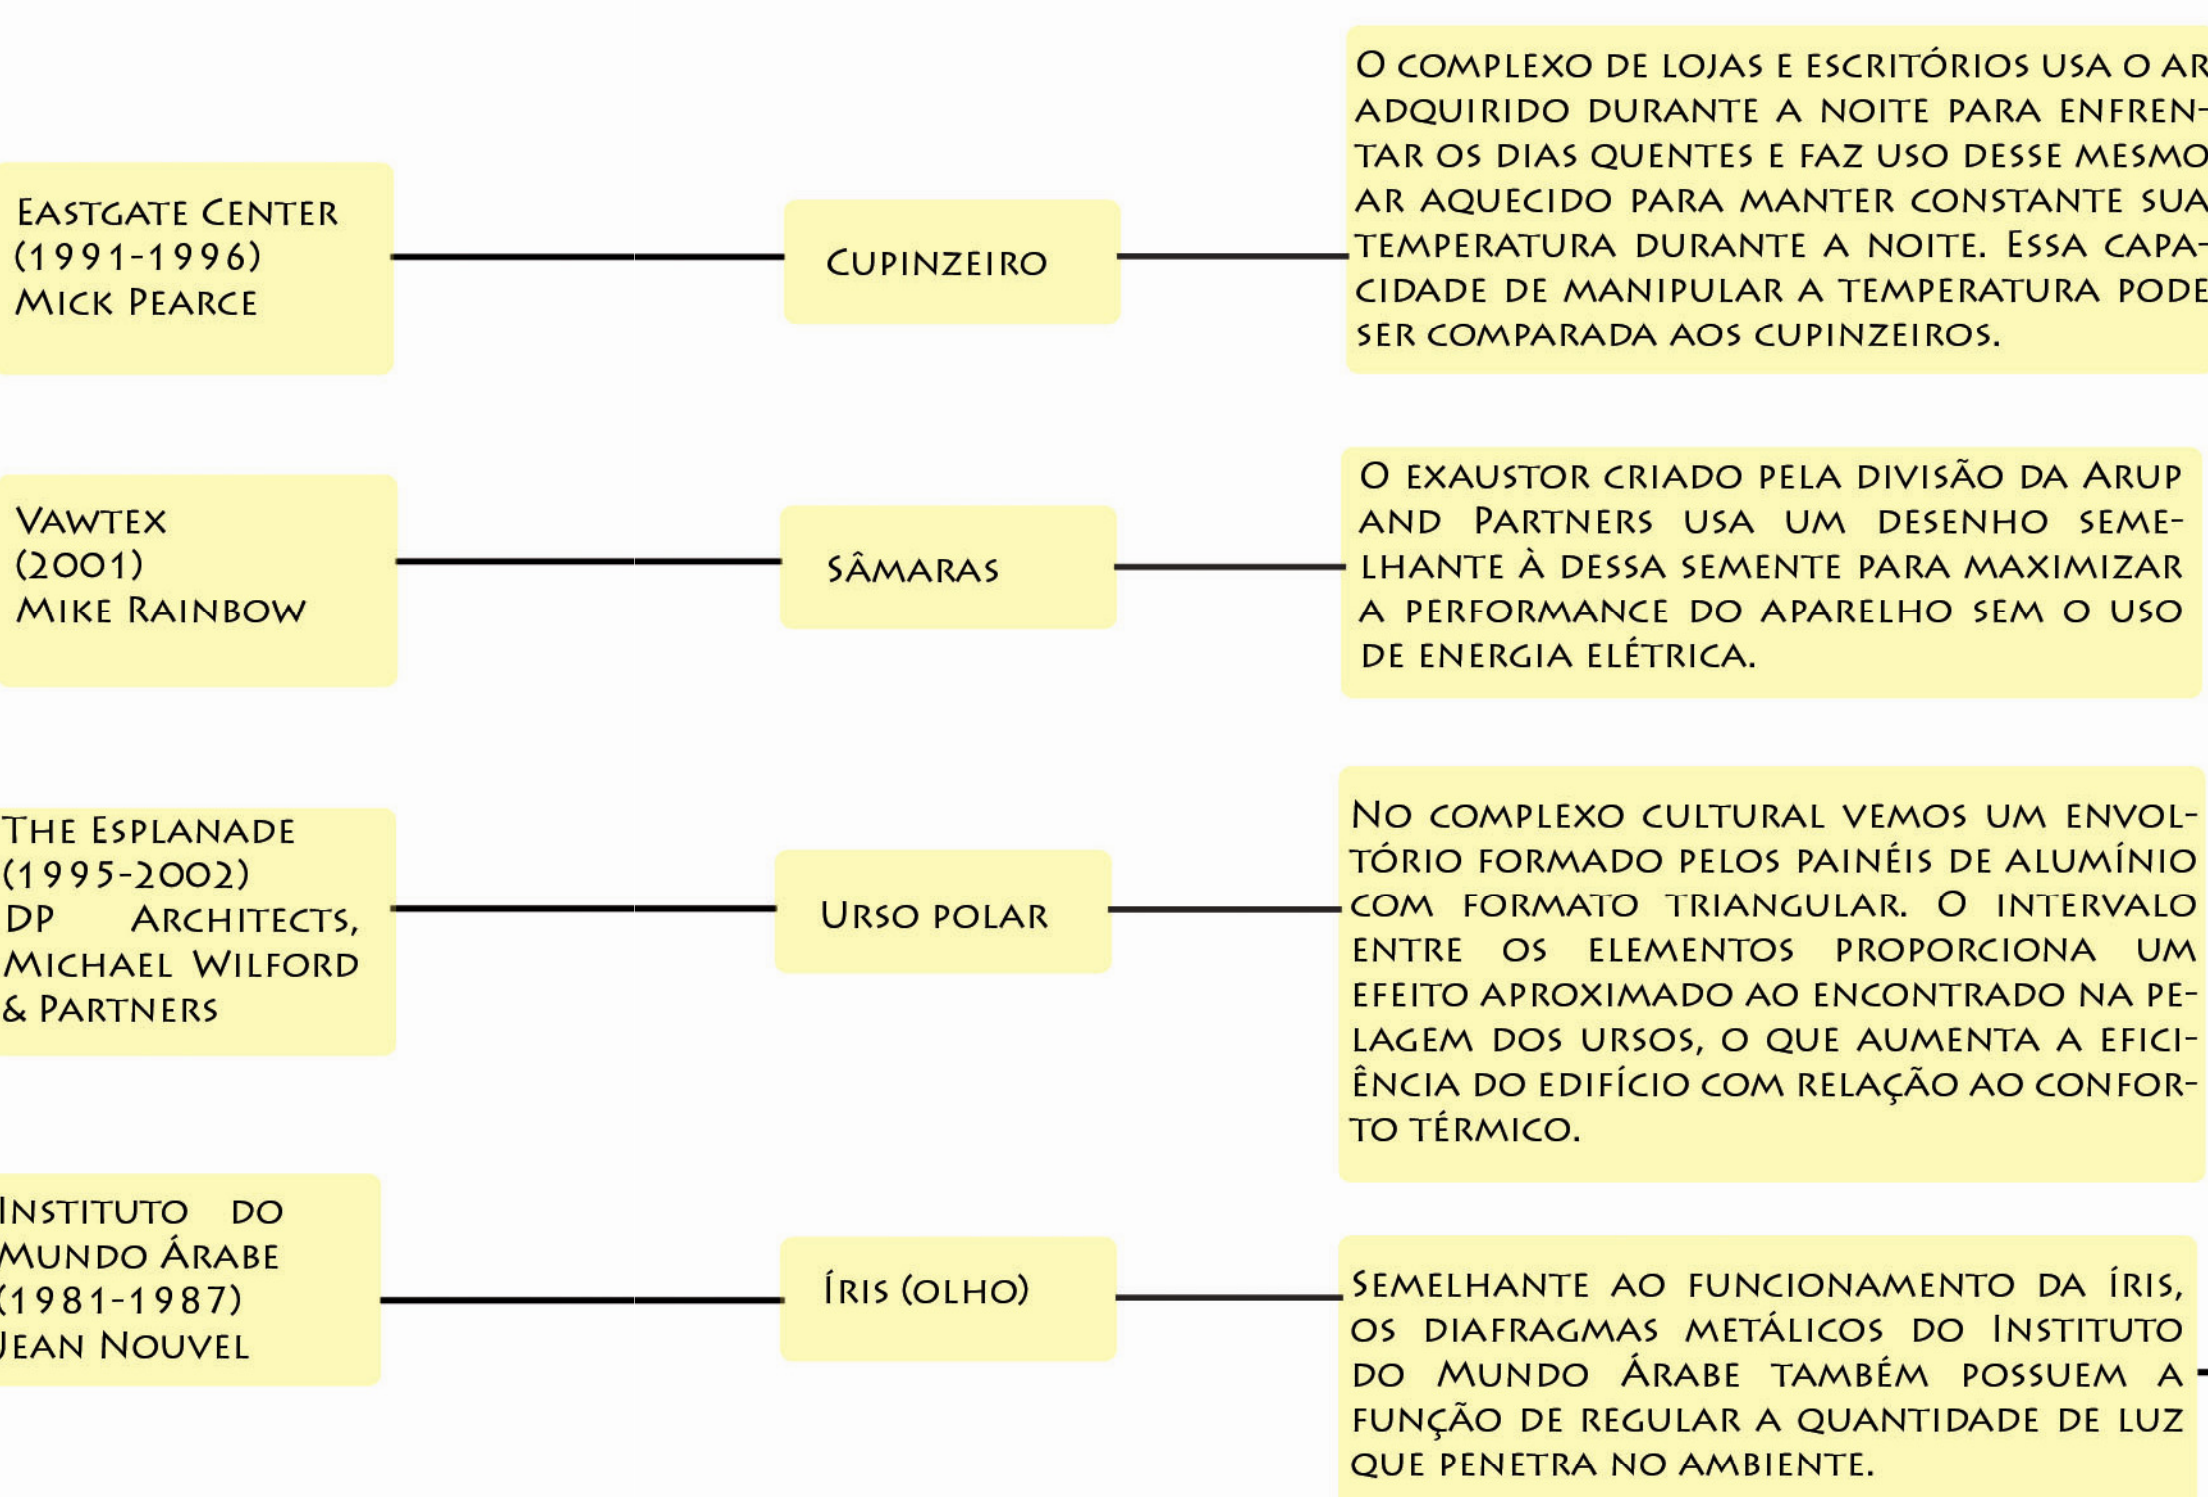 Eastgate Center
(1991-1996)
Mick Pearce
Cupinzeiro
O complexo de lojas e escritórios usa o ar
adquirido durante a noite para enfren-
tar os dias quentes e faz uso desse mesmo
ar aquecido para manter constante sua
temperatura durante a noite. Essa capa-
cidade de manipular a temperatura pode
ser comparada aos cupinzeiros.
Vawtex
(2001)
Mike Rainbow
sâmaras
O exaustor criado pela divisão da Arup
and Partners usa um desenho seme-
lhante à dessa semente para maximizar
a performance do aparelho sem o uso
de energia elétrica.
The Esplanade
(1995-2002)
DP Architects,
Michael Wilford
& Partners
Urso polar
No complexo cultural vemos um envol-
tório formado pelos painéis de alumínio
com formato triangular. O intervalo
entre os elementos proporciona um
efeito aproximado ao encontrado na pe-
lagem dos ursos, o que aumenta a efici-
ência do edifício com relação ao confor-
to térmico.
Instituto do
Mundo Árabe
(1981-1987)
Jean Nouvel
Íris (olho)
Semelhante ao funcionamento da íris,
os diafragmas metálicos do Instituto
do Mundo Árabe também possuem a
função de regular a quantidade de luz
que penetra no ambiente.